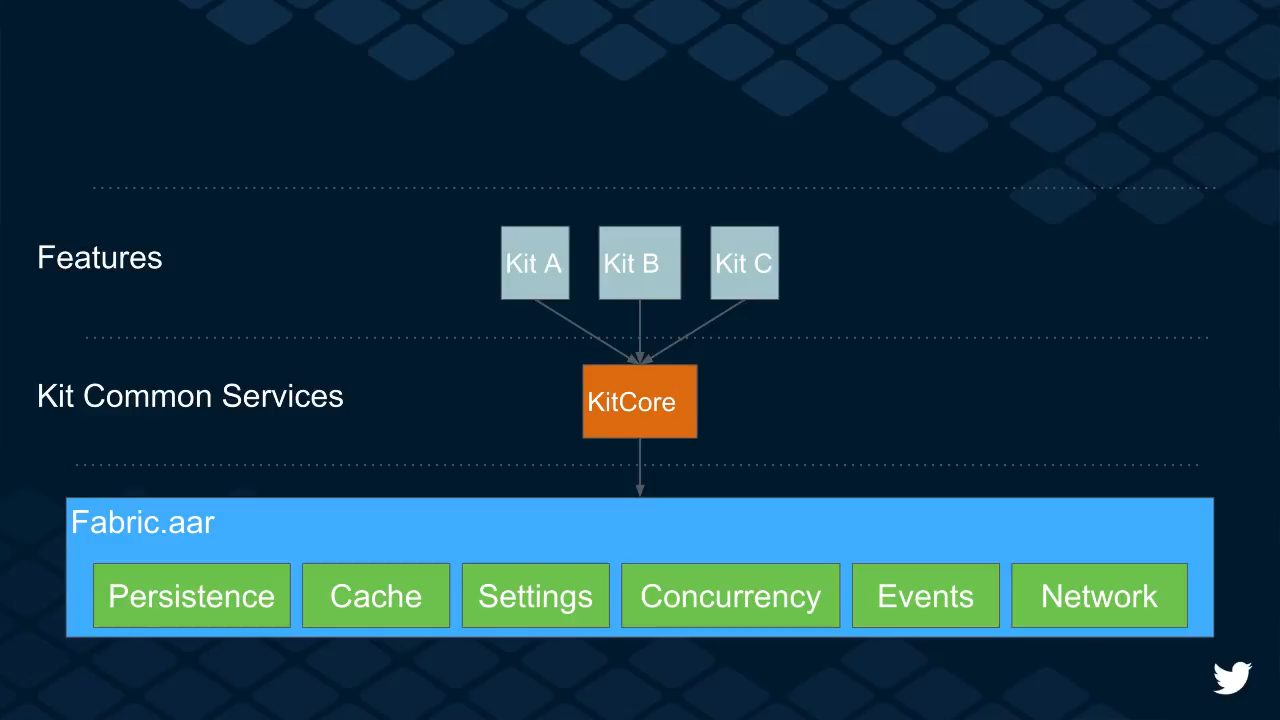 Features
Kit A
Kit B
Kit C
Kit Common Services
KitCore
Fabric.aar
Persistence
Cache
Settings
Concurrency
Events
Network